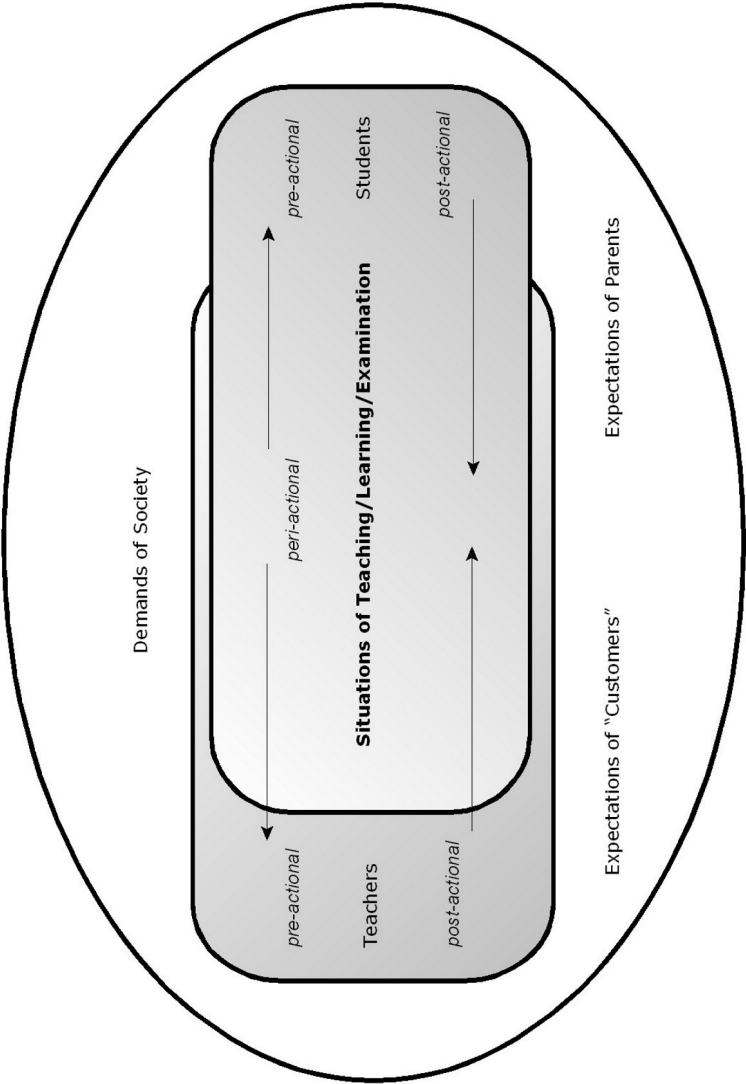 Demands of Society
pre-actional
peri-actional
pre-actional
Teachers
Situations of Teaching/Learning/Examination
Students
post-actional
post-actional
Expectations of “Customers”
Expectations of Parents